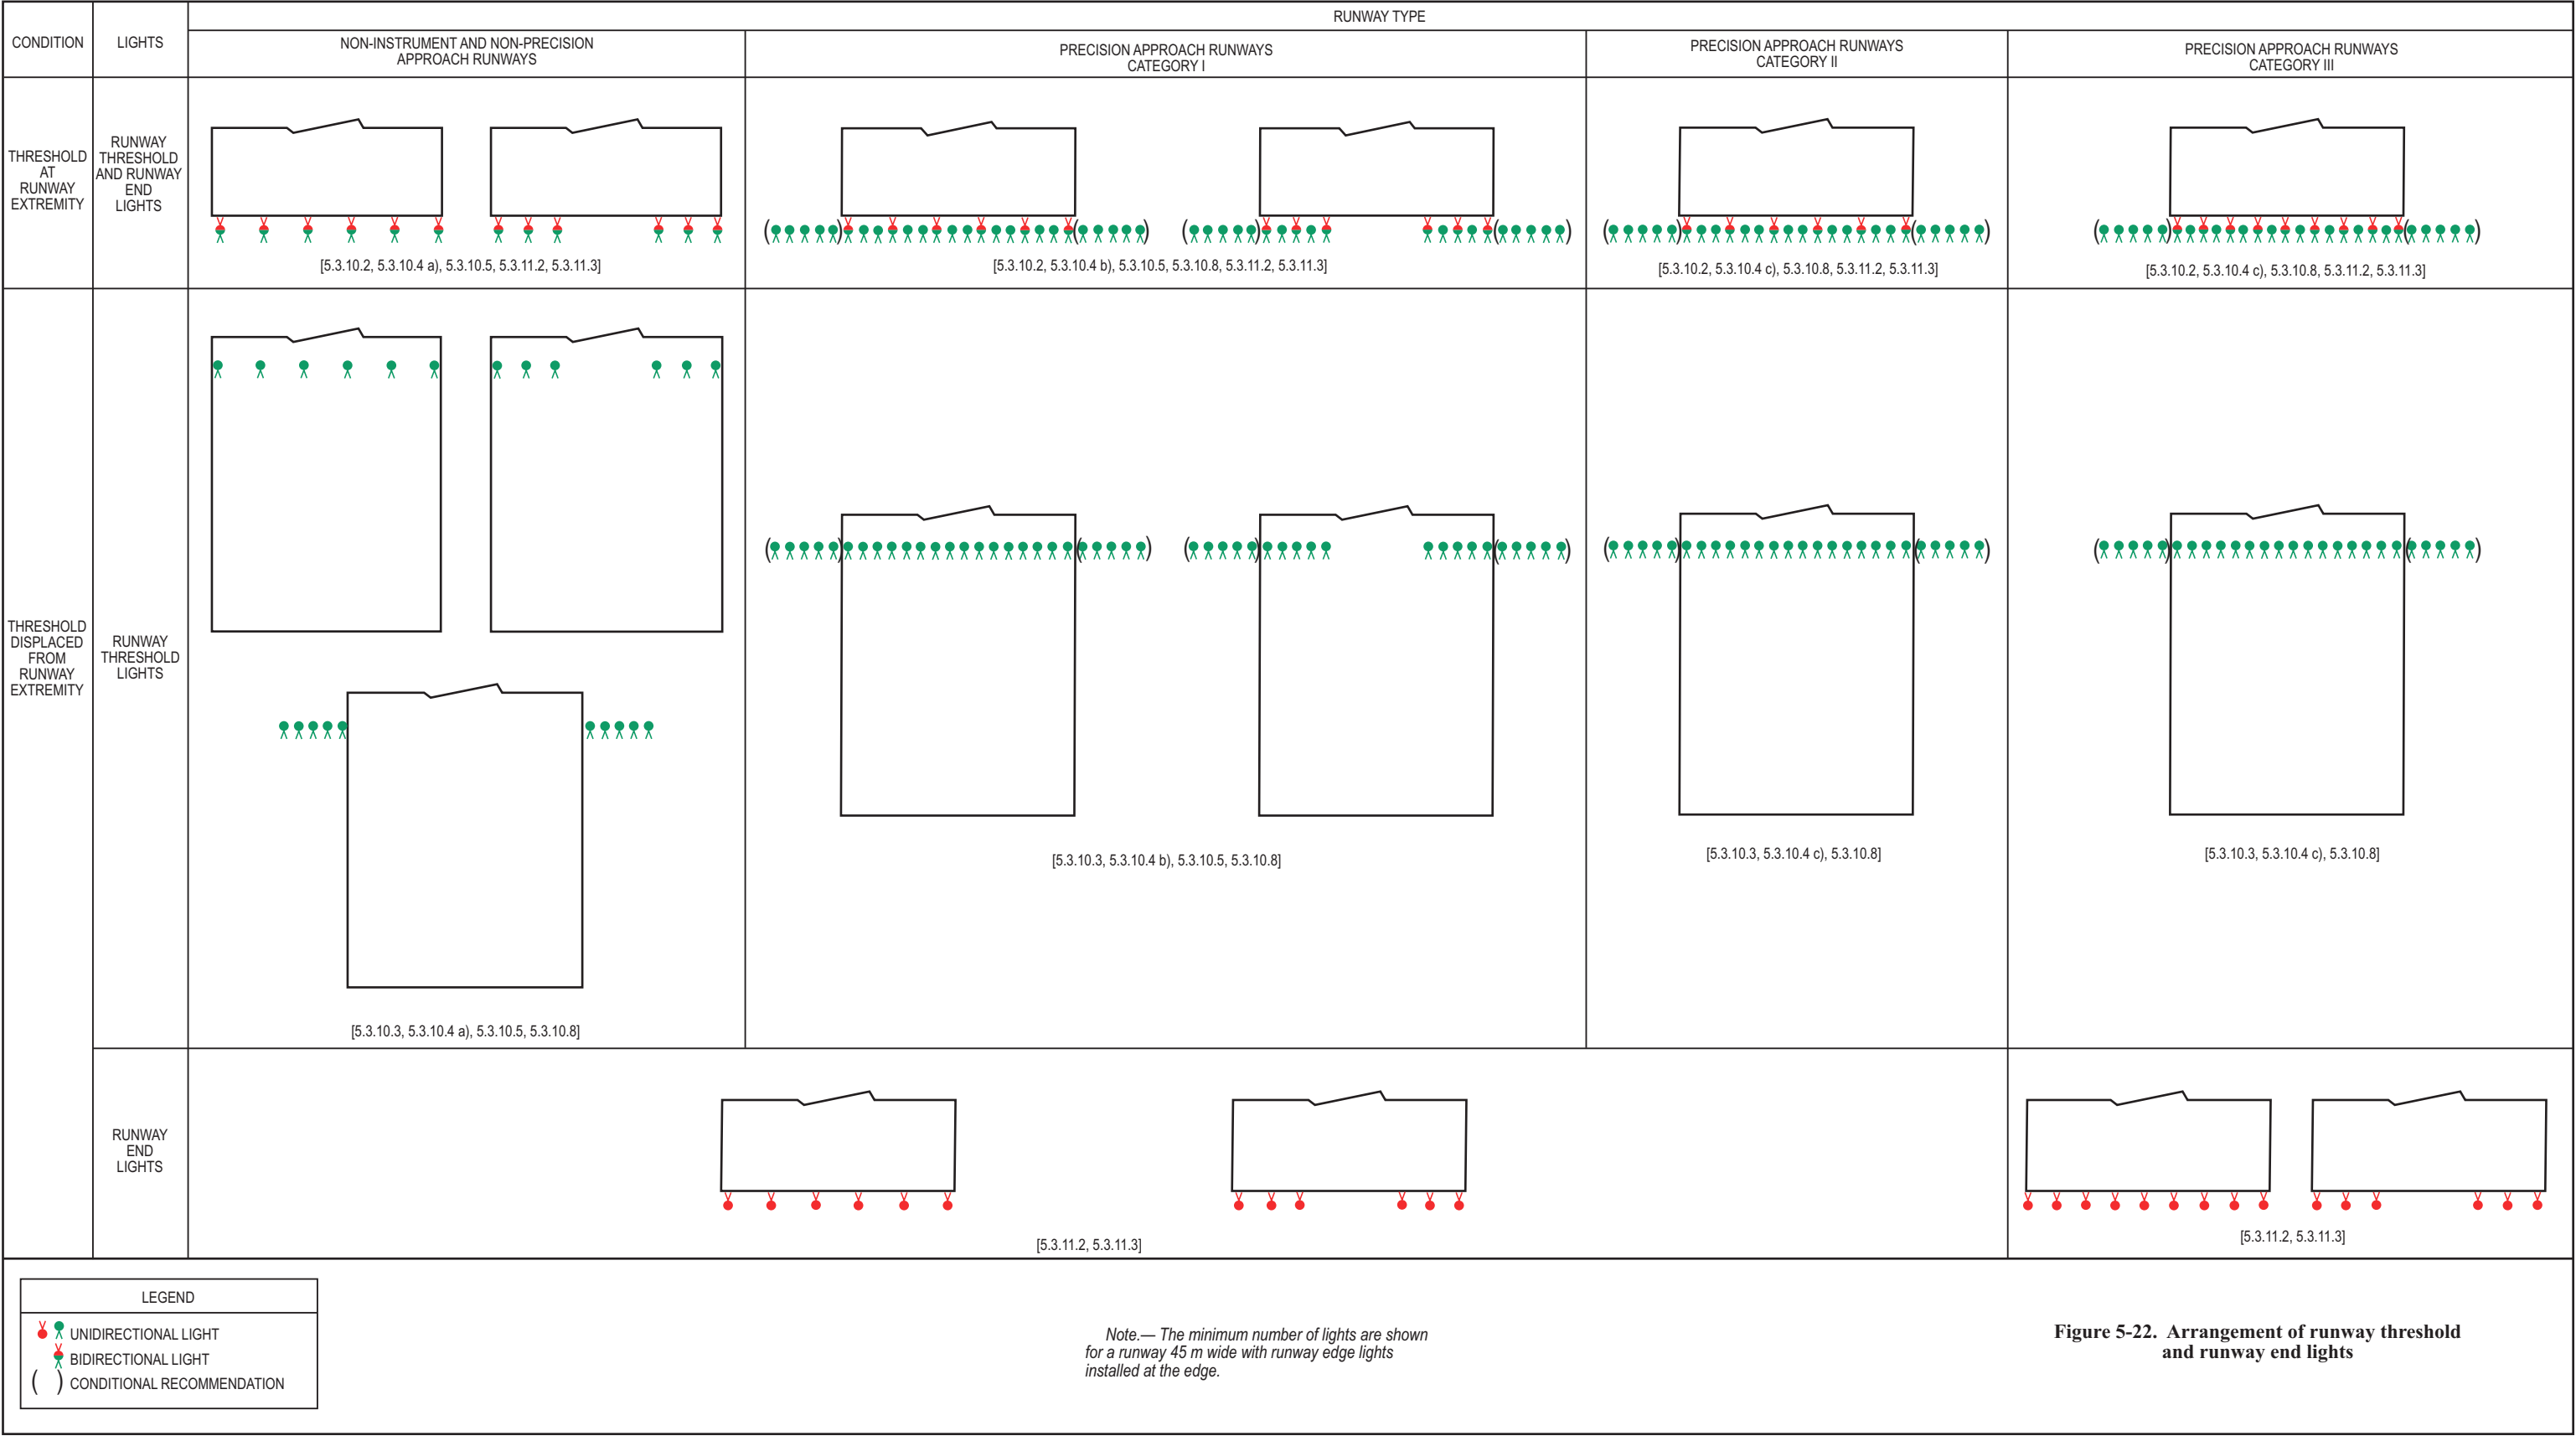 CONDITION
LIGHTS
RUNWAY TYPE
NON-INSTRUMENT AND NON-PRECISION
APPROACH RUNWAYS
PRECISION APPROACH RUNWAYS
CATEGORY I
PRECISION APPROACH RUNWAYS
CATEGORY II
PRECISION APPROACH RUNWAYS
CATEGORY III
THRESHOLD
AT
RUNWAY
EXTREMITY
RUNWAY
THRESHOLD
AND RUNWAY
END
LIGHTS
[5.3.10.2, 5.3.10.4 a), 5.3.10.5, 5.3.11.2, 5.3.11.3]
[5.3.10.2, 5.3.10.4 b), 5.3.10.5, 5.3.10.8, 5.3.11.2, 5.3.11.3]
[5.3.10.2, 5.3.10.4 c), 5.3.10.8, 5.3.11.2, 5.3.11.3]
[5.3.10.2, 5.3.10.4 c), 5.3.10.8, 5.3.11.2, 5.3.11.3]
THRESHOLD
DISPLACED
FROM
RUNWAY
EXTREMITY
RUNWAY
THRESHOLD
LIGHTS
[5.3.10.3, 5.3.10.4 a), 5.3.10.5, 5.3.10.8]
[5.3.10.3, 5.3.10.4 b), 5.3.10.5, 5.3.10.8]
[5.3.10.3, 5.3.10.4 c), 5.3.10.8]
[5.3.10.3, 5.3.10.4 c), 5.3.10.8]
RUNWAY
END
LIGHTS
[5.3.11.2, 5.3.11.3]
[5.3.11.2, 5.3.11.3]
LEGEND
UNIDIRECTIONAL LIGHT
BIDIRECTIONAL LIGHT
( ) CONDITIONAL RECOMMENDATION
Note.— The minimum number of lights are shown
for a runway 45 m wide with runway edge lights
installed at the edge.
Figure 5-22. Arrangement of runway threshold
and runway end lights